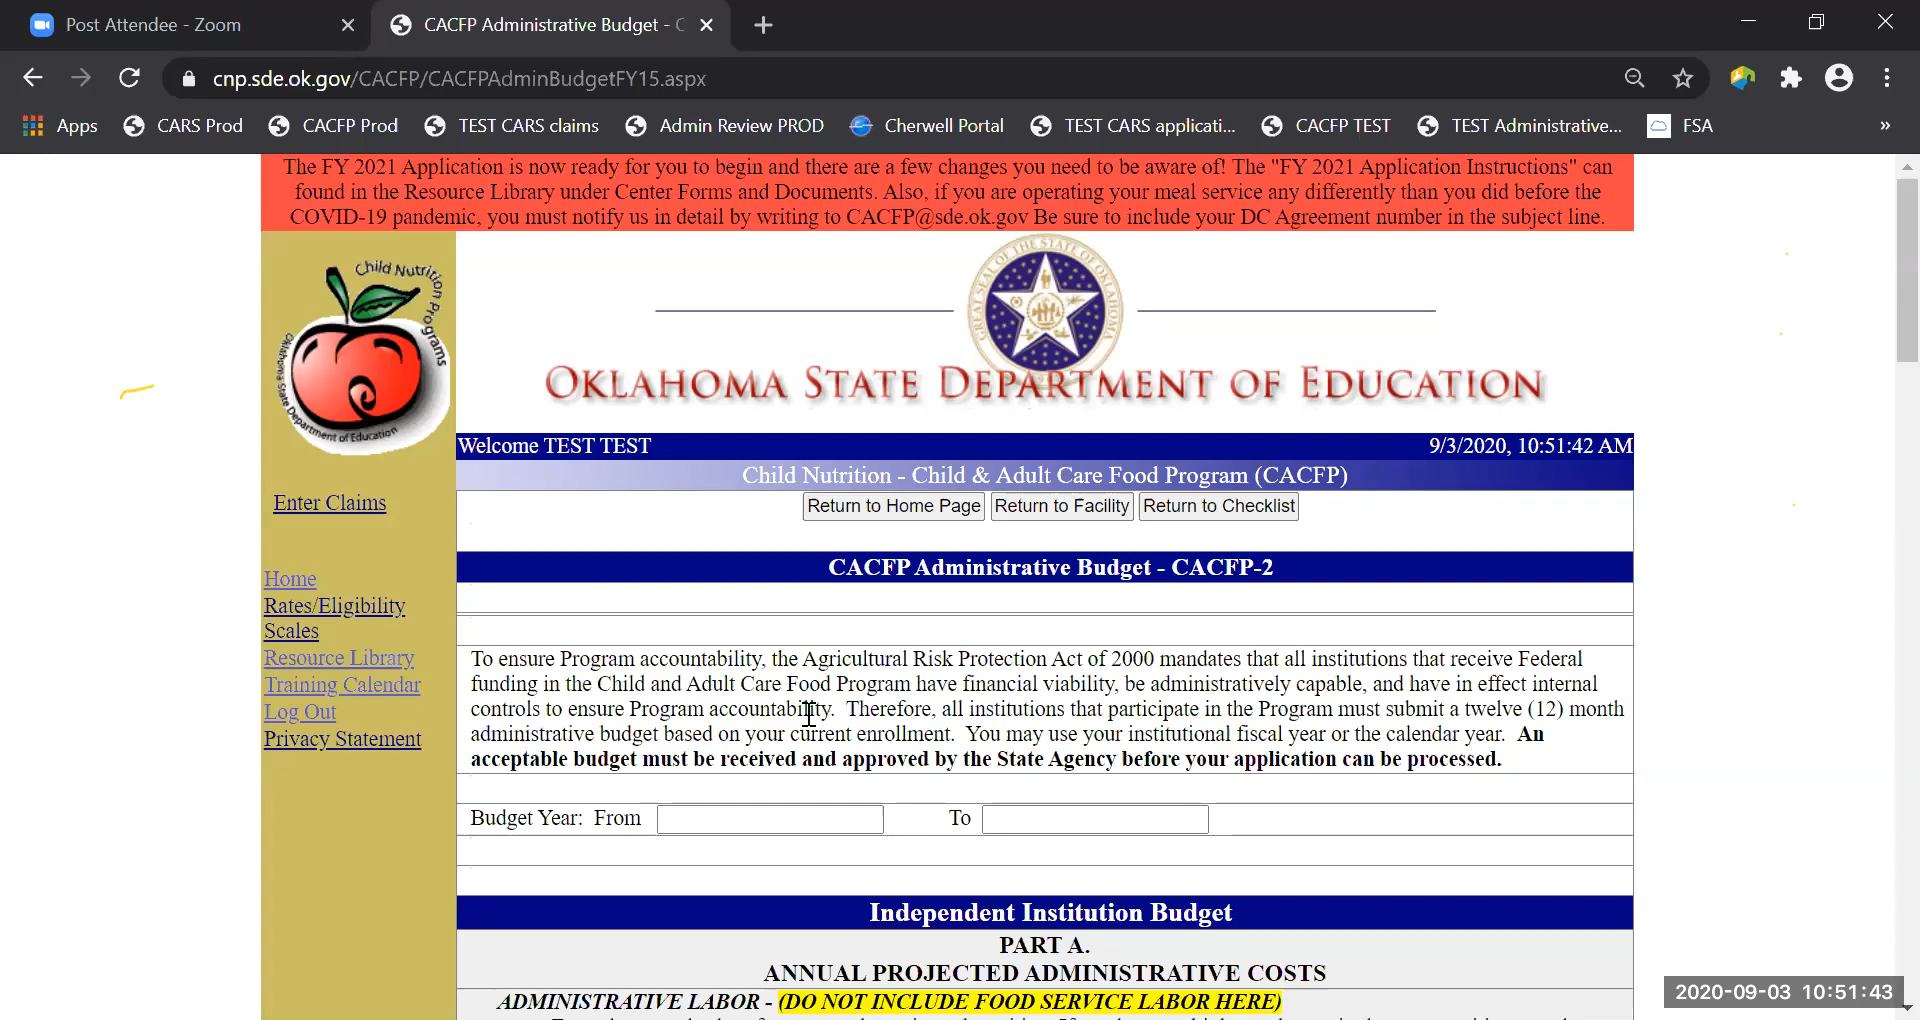 Post Attendee - Zoom
CACFP Administrative Budget - C
cnp.sde.ok.gov/CACFP/CACFPAdminBudgetFY15.aspx
Apps CARS Prod CACFP Prod TEST CARS claims Admin Review PROD Cherwell Portal TEST CARS applicati... CACFP TEST TEST Administrative... FSA »
The FY 2021 Application is now ready for you to begin and there are a few changes you need to be aware of! The "FY 2021 Application Instructions" can
found in the Resource Library under Center Forms and Documents. Also, if you are operating your meal service any differently than you did before the
COVID-19 pandemic, you must notify us in detail by writing to CACFP@sde.ok.gov Be sure to include your DC Agreement number in the subject line.
Child Nutrition Programs
Oklahoma State Department of Education
GREAT SEAL OF THE STATE OF OKLAHOMA
OKLAHOMA STATE DEPARTMENT OF EDUCATION
Welcome TEST TEST 9/3/2020, 10:51:42 AM
Child Nutrition - Child & Adult Care Food Program (CACFP)
Return to Home Page Return to Facility Return to Checklist
Enter Claims
Home
Rates/Eligibility
Scales
Resource Library
Training Calendar
Log Out
Privacy Statement
CACFP Administrative Budget - CACFP-2
To ensure Program accountability, the Agricultural Risk Protection Act of 2000 mandates that all institutions that receive Federal
funding in the Child and Adult Care Food Program have financial viability, be administratively capable, and have in effect internal
controls to ensure Program accountability. Therefore, all institutions that participate in the Program must submit a twelve (12) month
administrative budget based on your current enrollment. You may use your institutional fiscal year or the calendar year. An
acceptable budget must be received and approved by the State Agency before your application can be processed.
Budget Year: From To
Independent Institution Budget
PART A.
ANNUAL PROJECTED ADMINISTRATIVE COSTS
ADMINISTRATIVE LABOR - (DO NOT INCLUDE FOOD SERVICE LABOR HERE)
2020-09-03 10:51:43